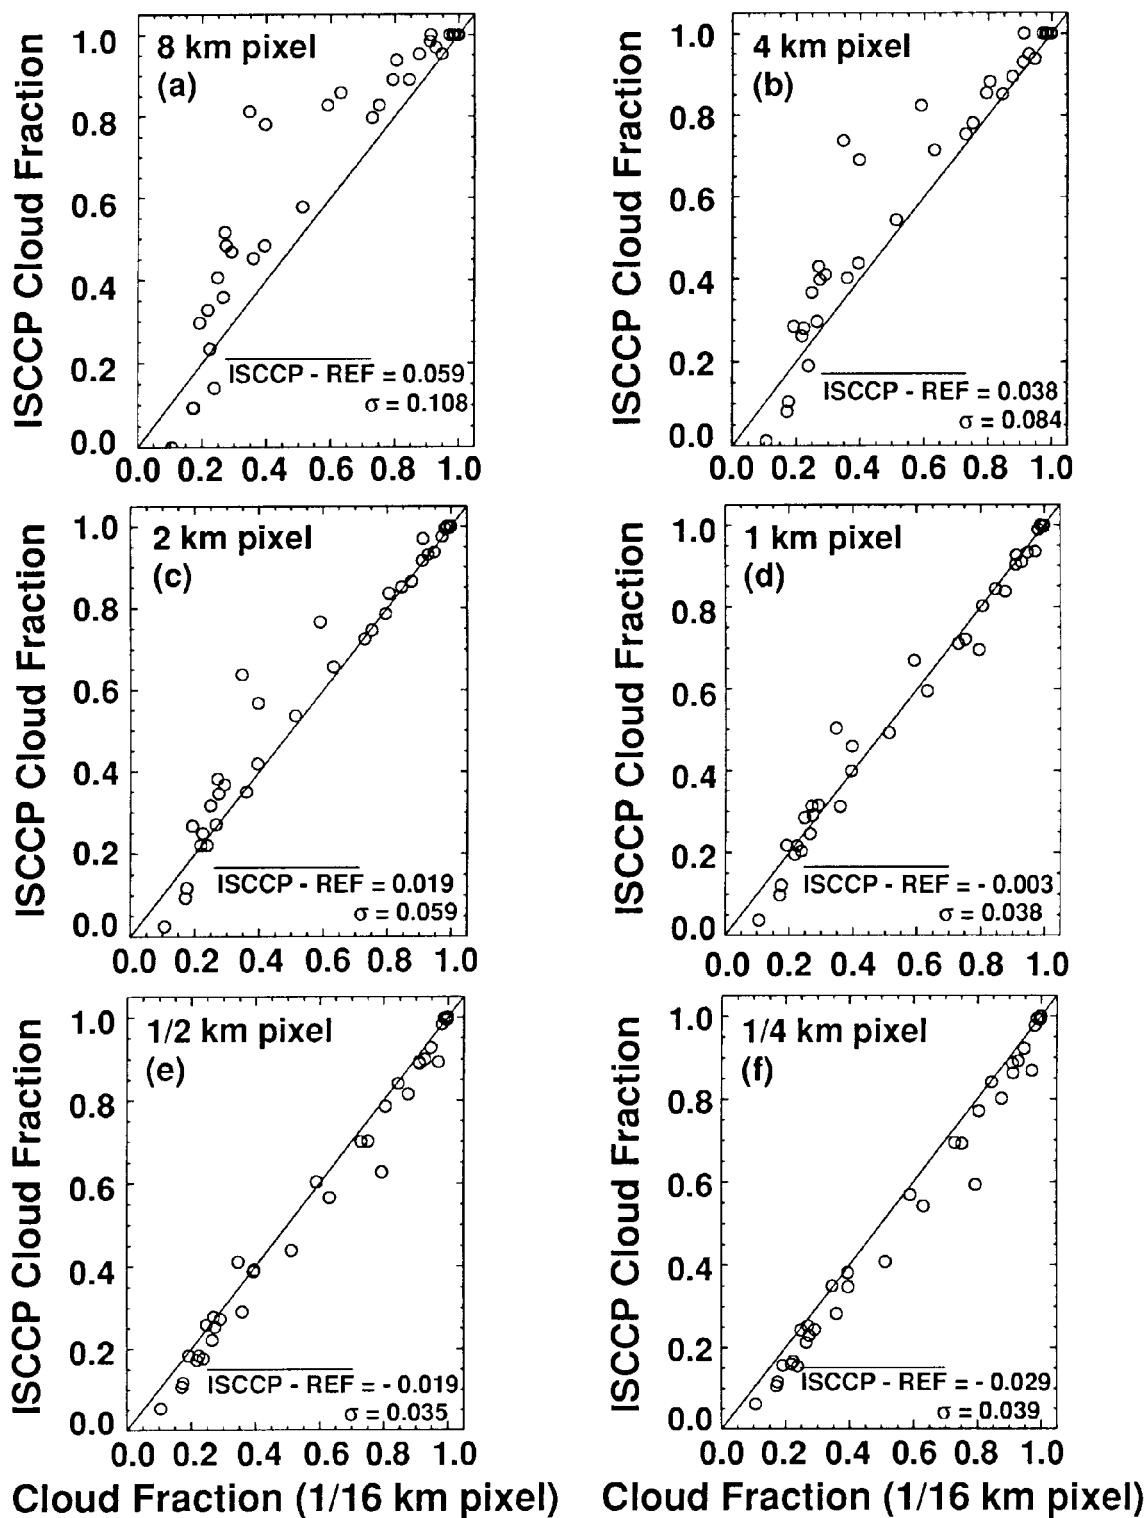 8 km pixel
(a)
ISCCP Cloud Fraction
1.0
0.8
0.6
0.4
0.2
0.0
ISCCP - REF = 0.059
σ = 0.108
0.0 0.2 0.4 0.6 0.8 1.0
4 km pixel
(b)
ISCCP Cloud Fraction
1.0
0.8
0.6
0.4
0.2
0.0
ISCCP - REF = 0.038
σ = 0.084
0.0 0.2 0.4 0.6 0.8 1.0
2 km pixel
(c)
ISCCP Cloud Fraction
1.0
0.8
0.6
0.4
0.2
0.0
ISCCP - REF = 0.019
σ = 0.059
0.0 0.2 0.4 0.6 0.8 1.0
1 km pixel
(d)
ISCCP Cloud Fraction
1.0
0.8
0.6
0.4
0.2
0.0
ISCCP - REF = - 0.003
σ = 0.038
0.0 0.2 0.4 0.6 0.8 1.0
1/2 km pixel
(e)
ISCCP Cloud Fraction
1.0
0.8
0.6
0.4
0.2
0.0
ISCCP - REF = - 0.019
σ = 0.035
0.0 0.2 0.4 0.6 0.8 1.0
Cloud Fraction (1/16 km pixel)
1/4 km pixel
(f)
ISCCP Cloud Fraction
1.0
0.8
0.6
0.4
0.2
0.0
ISCCP - REF = - 0.029
σ = 0.039
0.0 0.2 0.4 0.6 0.8 1.0
Cloud Fraction (1/16 km pixel)